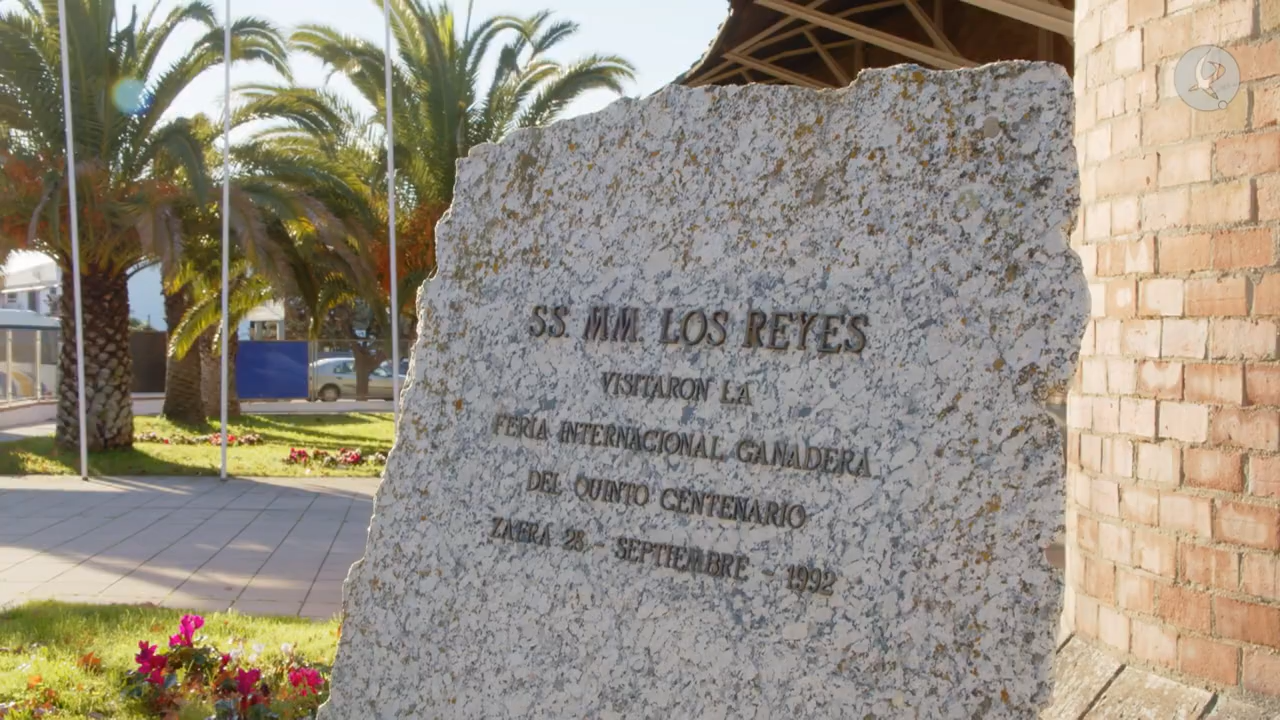 SS. MM. LOS REYES
VISITARON LA
FERIA INTERNACIONAL GANADERA
DEL QUINTO CENTENARIO
ZAFRA 28 - SEPTIEMBRE - 1992